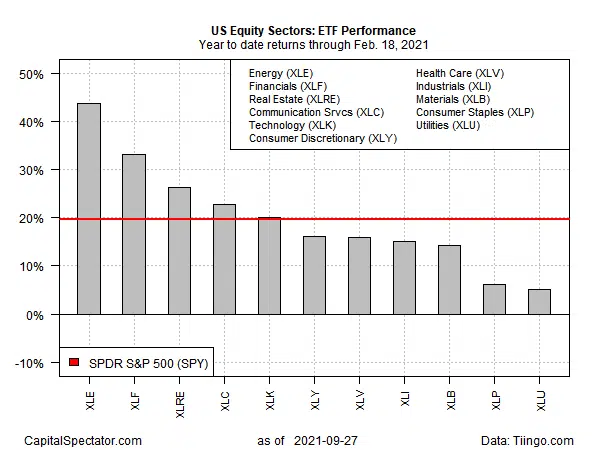 US Equity Sectors: ETF Performance
Year to date returns through Feb. 18, 2021
Energy (XLE)
Financials (XLF)
Real Estate (XLRE)
Communication Srvcs (XLC)
Technology (XLK)
Consumer Discretionary (XLY)
Health Care (XLV)
Industrials (XLI)
Materials (XLB)
Consumer Staples (XLP)
Utilities (XLU)
50%
40%
30%
20%
10%
0%
-10%
SPDR S&P 500 (SPY)
XLE
XLF
XLRE
XLC
XLK
XLY
XLV
XLI
XLB
XLP
XLU
CapitalSpectator.com
as of 2021-09-27
Data: Tiingo.com